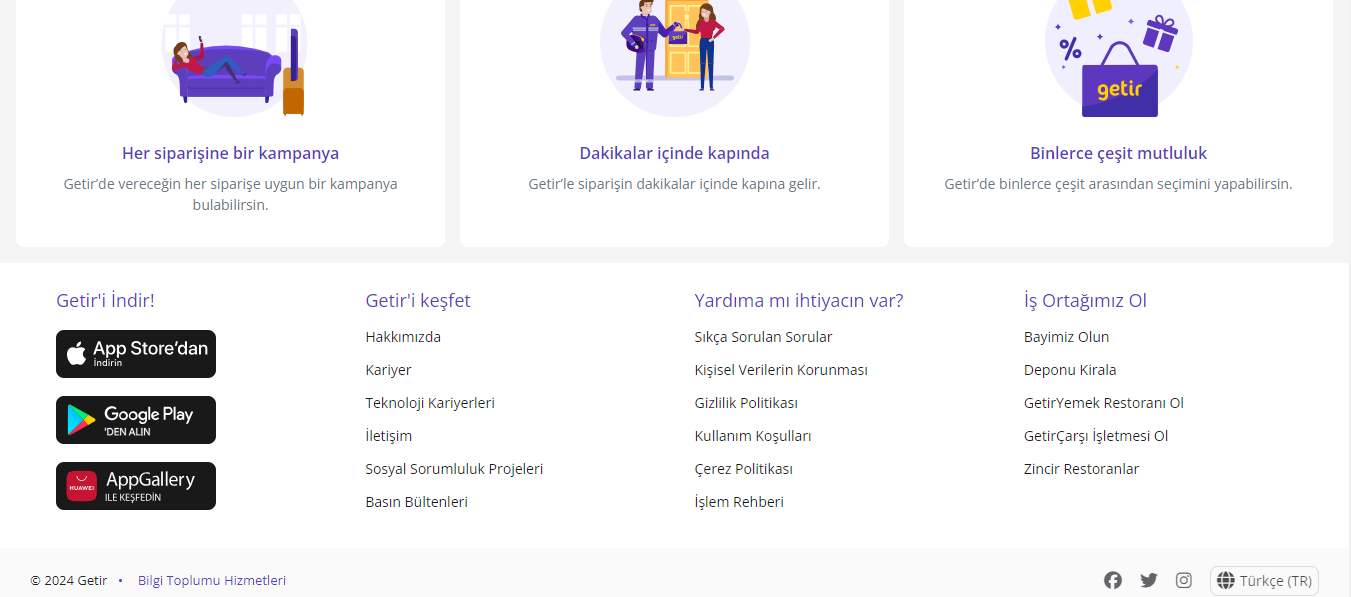 getir
getir
Her siparişine bir kampanya
Getir’de vereceğin her siparişe uygun bir kampanya
bulabilirsin.
Dakikalar içinde kapında
Getir’le siparişin dakikalar içinde kapına gelir.
Binlerce çeşit mutluluk
Getir’de binlerce çeşit arasından seçimini yapabilirsin.
Getir'i İndir!
App Store’dan
İndirin
Google Play
'DEN ALIN
HUAWEI
AppGallery
ILE KEŞFEDİN
Getir'i keşfet
Hakkımızda
Kariyer
Teknoloji Kariyerleri
İletişim
Sosyal Sorumluluk Projeleri
Basın Bültenleri
Yardıma mı ihtiyacın var?
Sıkça Sorulan Sorular
Kişisel Verilerin Korunması
Gizlilik Politikası
Kullanım Koşulları
Çerez Politikası
İşlem Rehberi
İş Ortağımız Ol
Bayimiz Olun
Deponu Kirala
GetirYemek Restoranı Ol
GetirÇarşı İşletmesi Ol
Zincir Restoranlar
© 2024 Getir • Bilgi Toplumu Hizmetleri
Türkçe (TR)